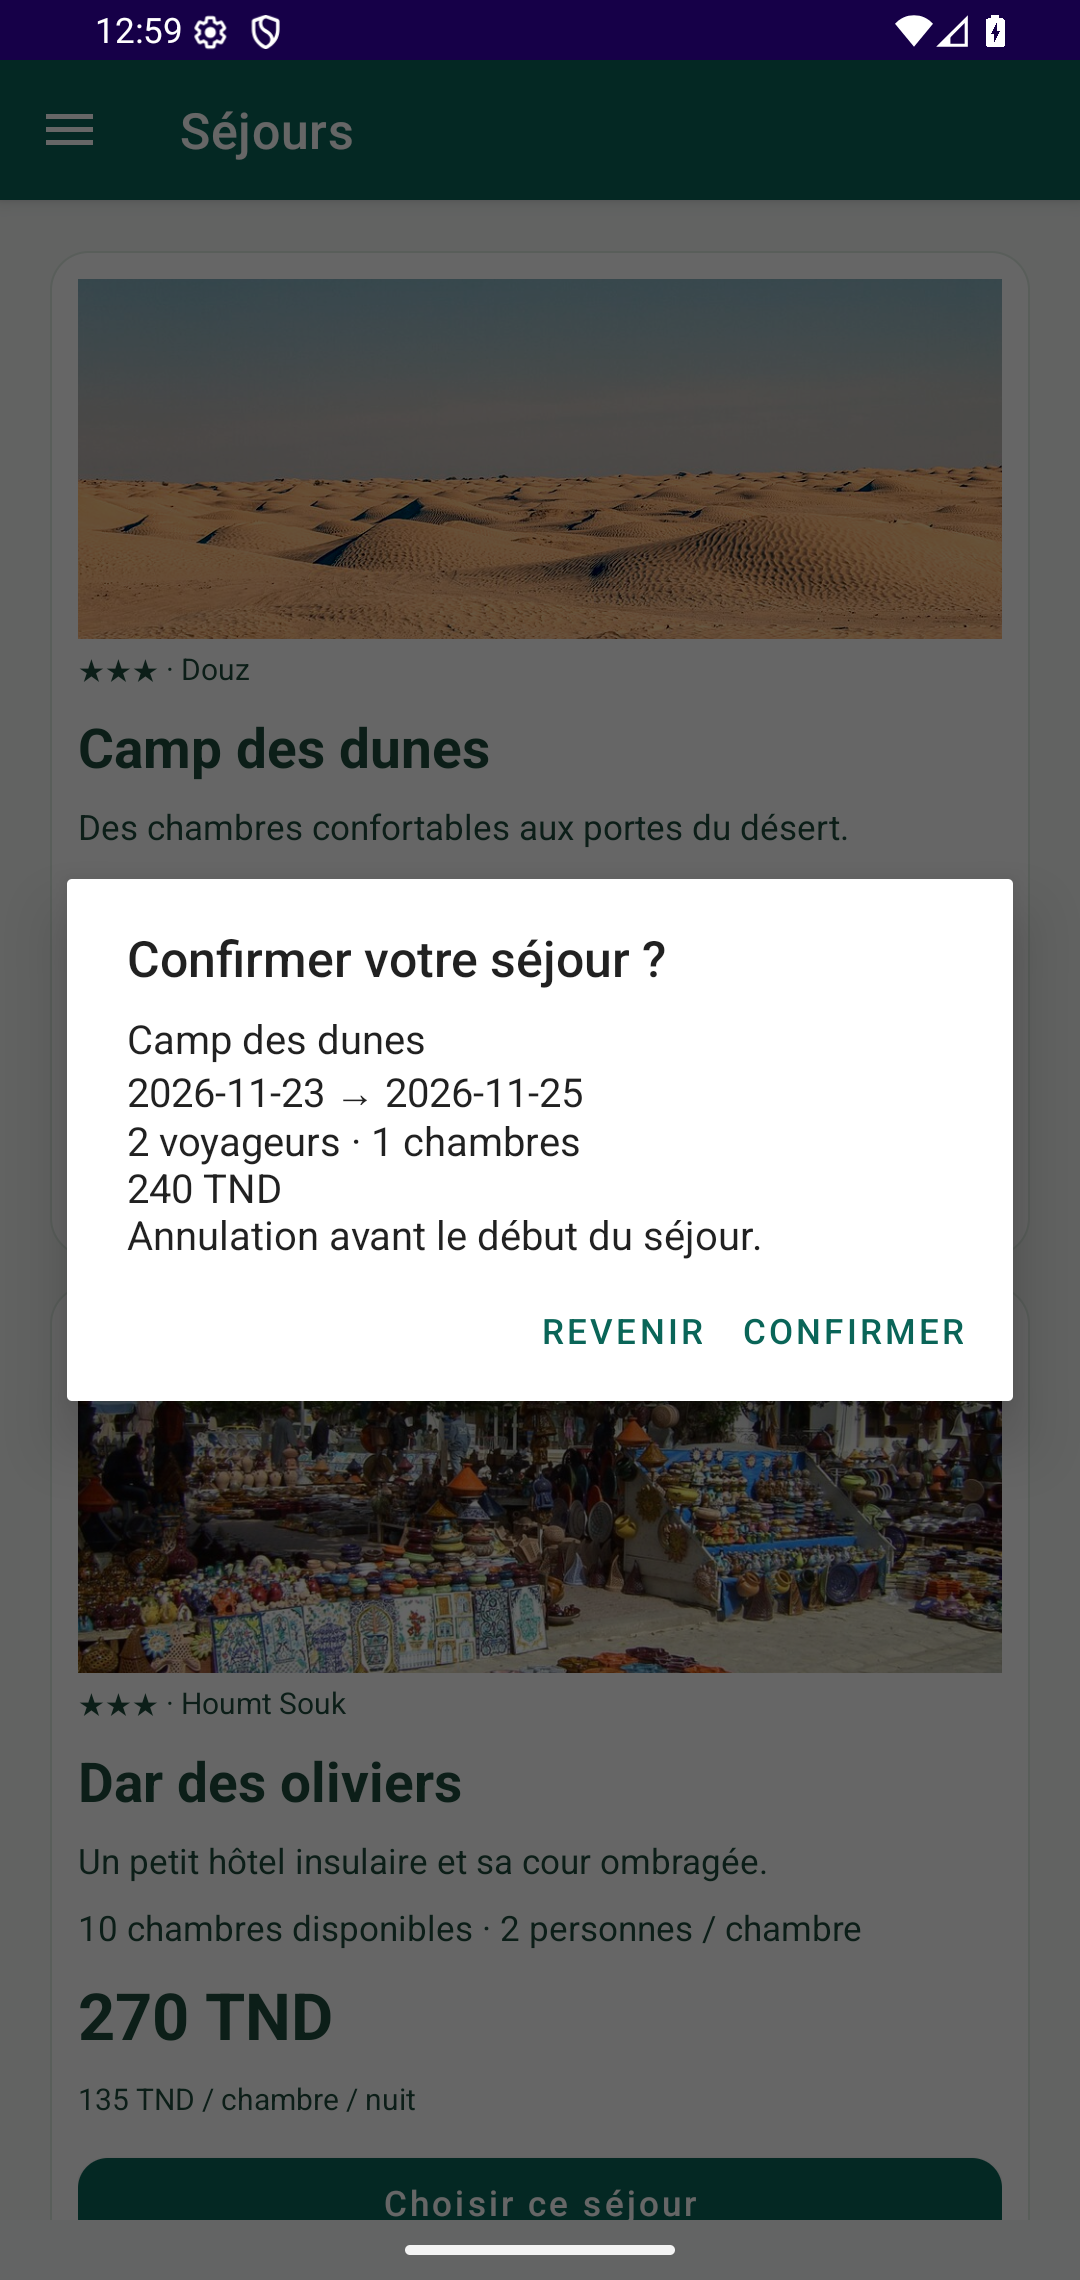 12:59
Séjours
★★★ · Douz
Camp des dunes
Des chambres confortables aux portes du désert.
Confirmer votre séjour ?
Camp des dunes
2026-11-23 → 2026-11-25
2 voyageurs · 1 chambres
240 TND
Annulation avant le début du séjour.
REVENIR CONFIRMER
★★★ · Houmt Souk
Dar des oliviers
Un petit hôtel insulaire et sa cour ombragée.
10 chambres disponibles · 2 personnes / chambre
270 TND
135 TND / chambre / nuit
Choisir ce séjour